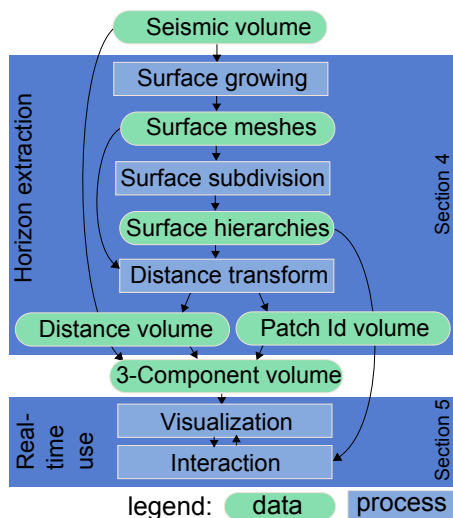 Seismic volume
Surface growing
Surface meshes
Surface subdivision
Surface hierarchies
Distance transform
Distance volume
Patch Id volume
Horizon extraction
Section 4
3-Component volume
Visualization
Interaction
Real-
time
use
Section 5
legend: data process